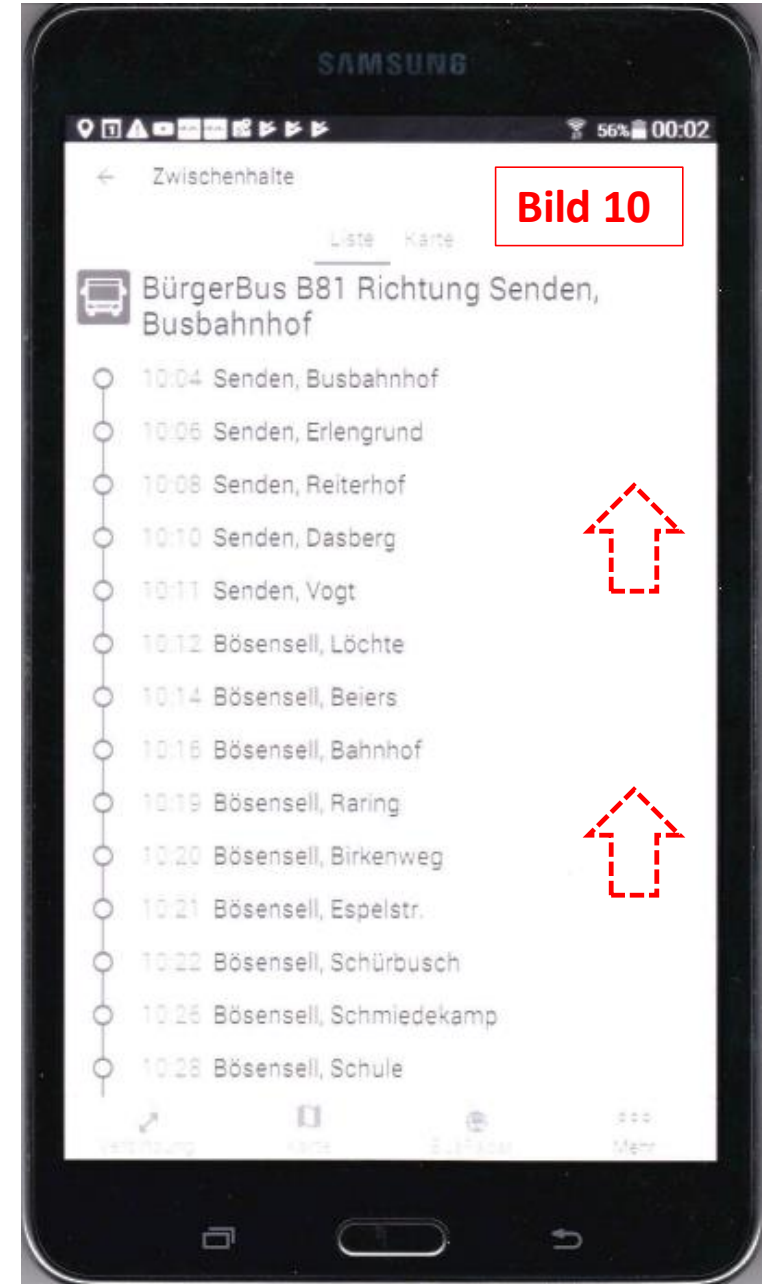 SAMSUNG
56% 00:02
Zwischenhalte
Bild 10
Liste Karte
BürgerBus B81 Richtung Senden,
Busbahnhof
10:04 Senden, Busbahnhof
10:06 Senden, Erlengrund
10:08 Senden, Reiterhof
10:10 Senden, Dasberg
10:11 Senden, Vogt
10:12 Bösensell, Löchte
10:14 Bösensell, Beiers
10:16 Bösensell, Bahnhof
10:19 Bösensell, Raring
10:20 Bösensell, Birkenweg
10:21 Bösensell, Espelstr.
10:22 Bösensell, Schürbusch
10:26 Bösensell, Schmiedekamp
10:28 Bösensell, Schule
Verbindung Karte BusRadar Mehr